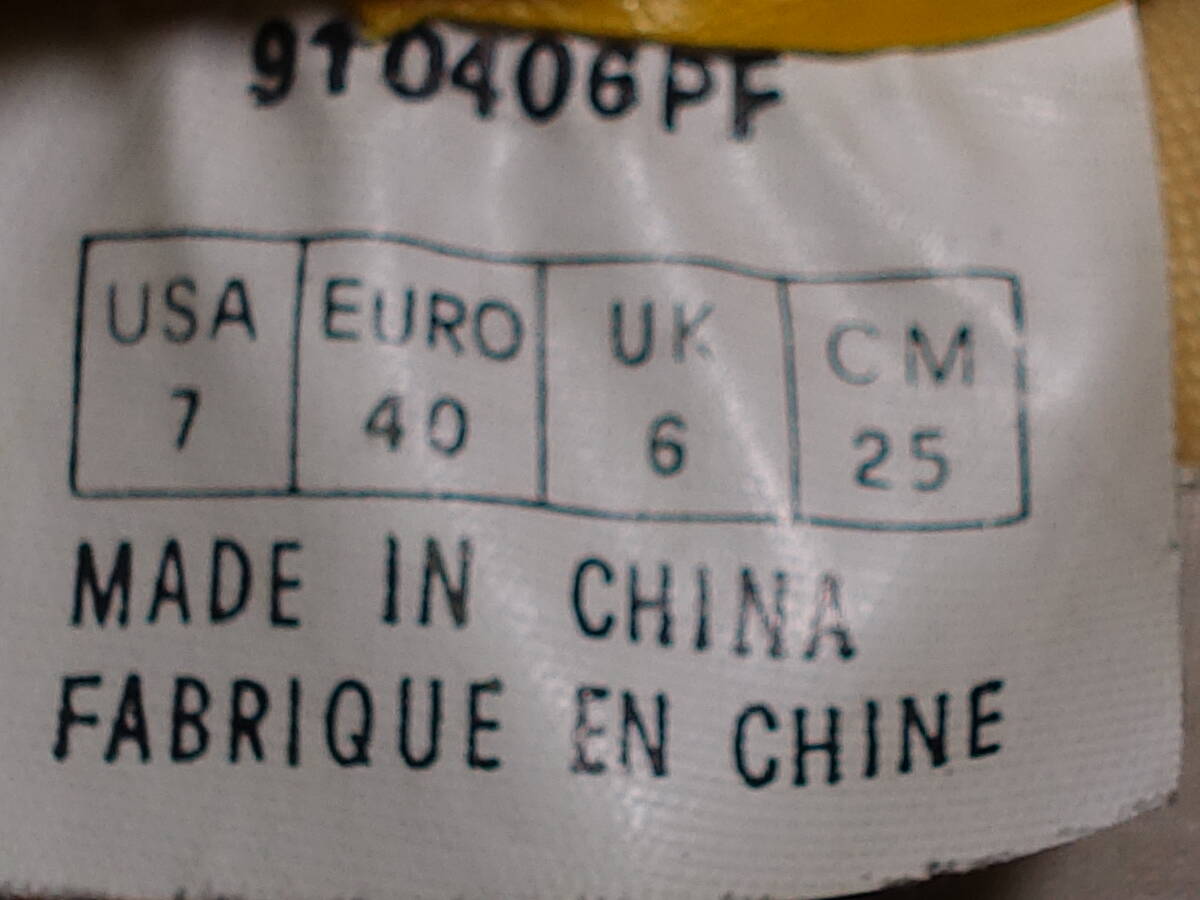 910406PF
USA EURO UK CM
7 40 6 25
MADE IN CHINA
FABRIQUE EN CHINE